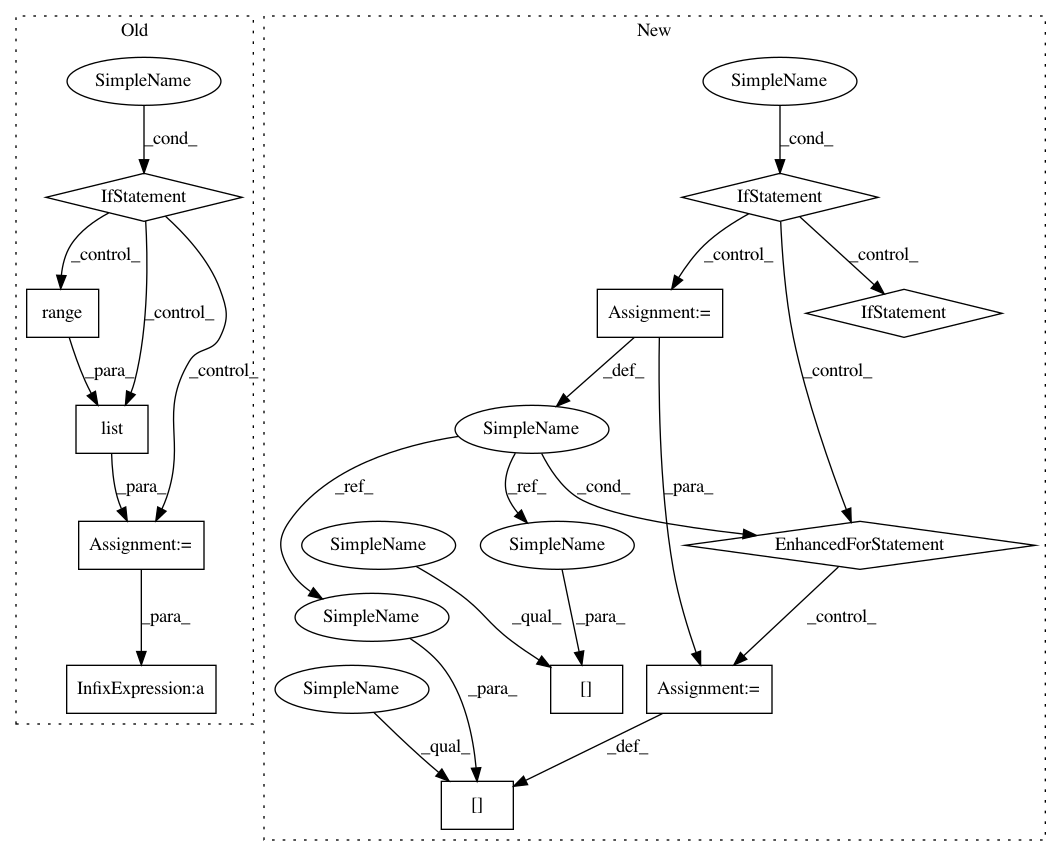 Old
New
SimpleName
SimpleName
_cond_
_cond_
IfStatement
IfStatement
_control_
_control_
_control_
_control_
range
_control_
Assignment:=
IfStatement
_para_
_control_
_def_
_control_
list
SimpleName
_para_
_ref_
_ref_
_cond_
_para_
Assignment:=
SimpleName
SimpleName
EnhancedForStatement
_para_
SimpleName
_qual_
_para_
_control_
InfixExpression:a
SimpleName
_para_
[]
Assignment:=
_qual_
_def_
[]